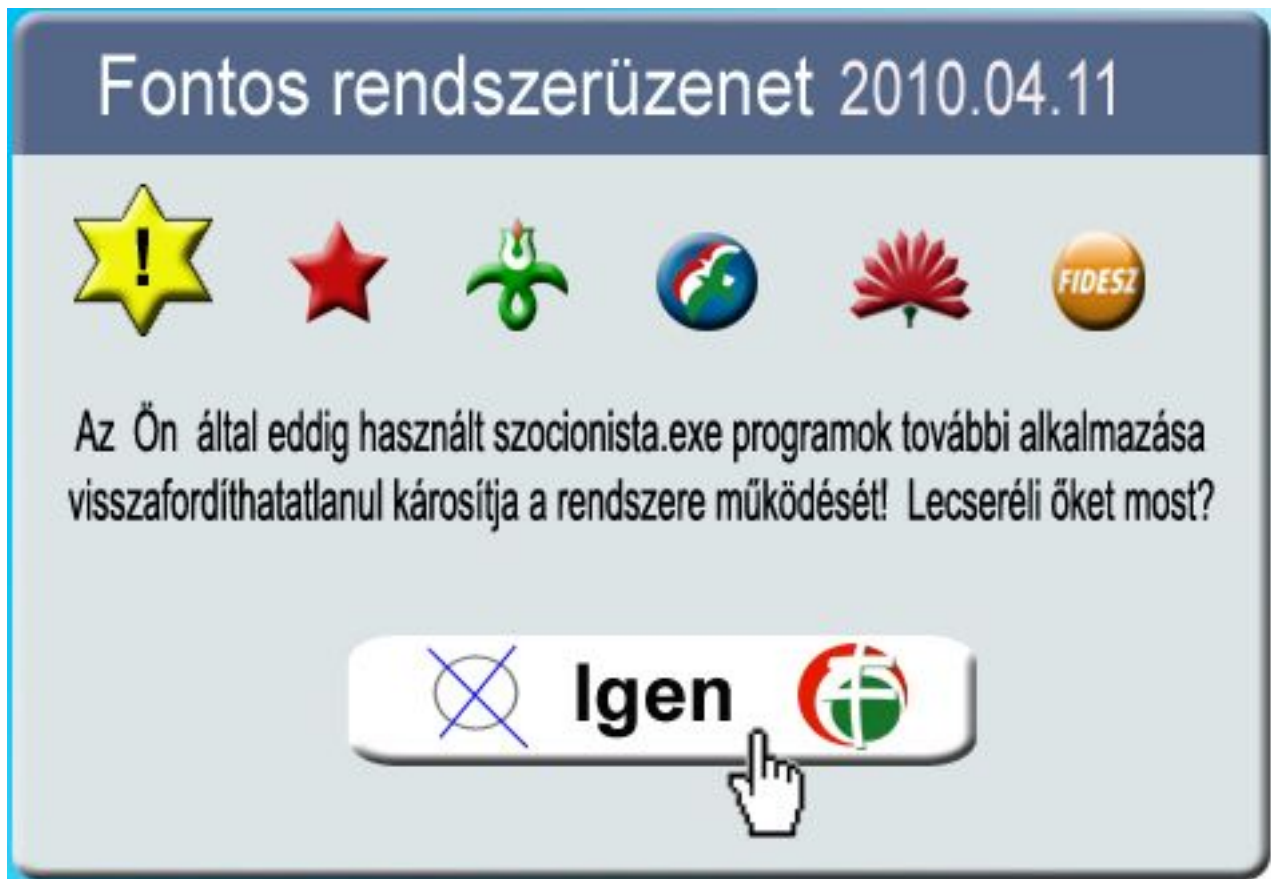 Fontos rendszerüzenet 2010.04.11
!
FIDESZ
Az Ön által eddig használt szocionista.exe programok további alkalmazása
visszafordíthatatlanul károsítja a rendszere működését! Lecseréli őket most?
Igen